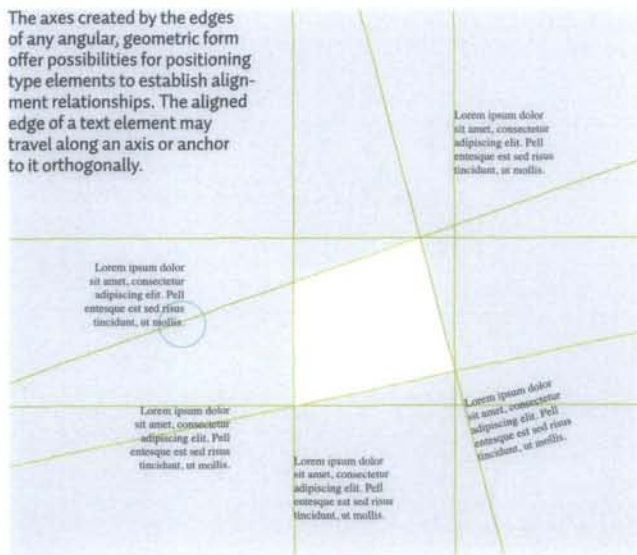 The axes created by the edges
of any angular, geometric form
offer possibilities for positioning
type elements to establish align-
ment relationships. The aligned
edge of a text element may
travel along an axis or anchor
to it orthogonally.
Lorem ipsum dolor
sit amet, consectetur
adipiscing elit. Pell
entesque est sed risus
tincidunt, ut mollis.
Lorem ipsum dolor
sit amet, consectetur
adipiscing elit. Pell
entesque est sed risus
tincidunt, ut mollis.
Lorem ipsum dolor
sit amet, consectetur
adipiscing elit. Pell
entesque est sed risus
tincidunt, ut mollis.
Lorem ipsum dolor
sit amet, consectetur
adipiscing elit. Pell
entesque est sed risus
tincidunt, ut mollis.
Lorem ipsum dolor
sit amet, consectetur
adipiscing elit. Pell
entesque est sed risus
tincidunt, ut mollis.